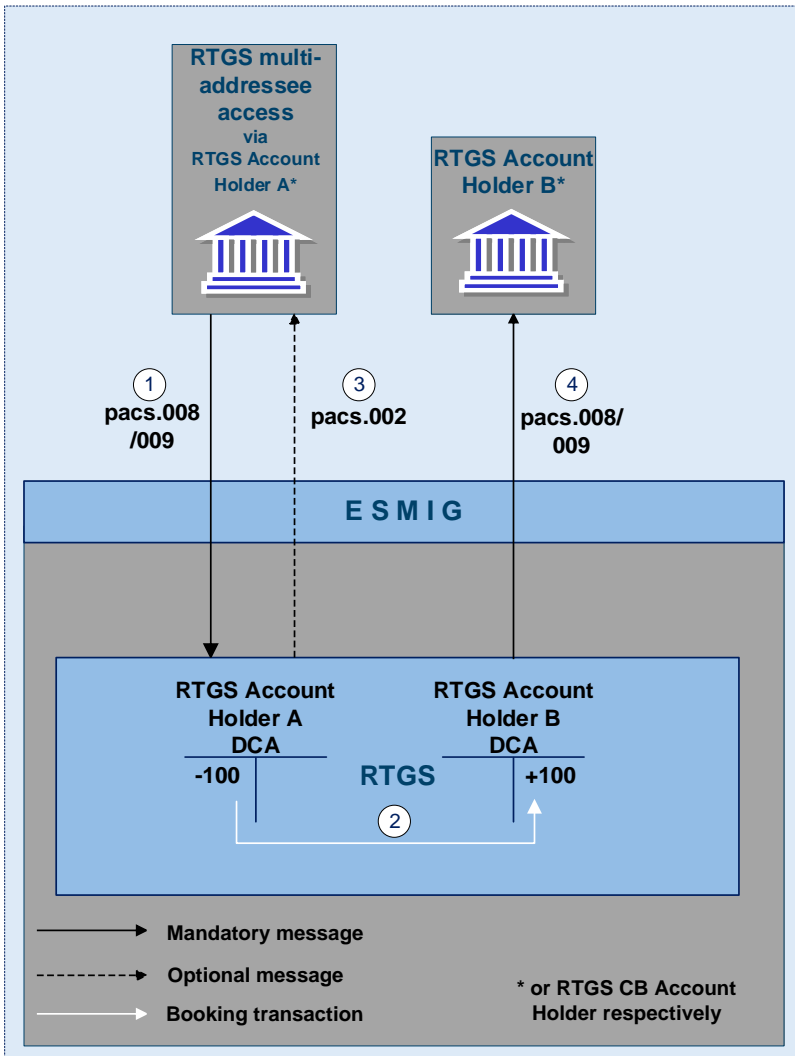 RTGS multi-
addressee
access
via
RTGS Account
Holder A*
RTGS Account
Holder B*
1
pacs.008
/009
3
pacs.002
4
pacs.008/
009
E S M I G
RTGS Account
Holder A
DCA
-100
RTGS Account
Holder B
DCA
+100
RTGS
2
Mandatory message
Optional message
Booking transaction
* or RTGS CB Account
Holder respectively